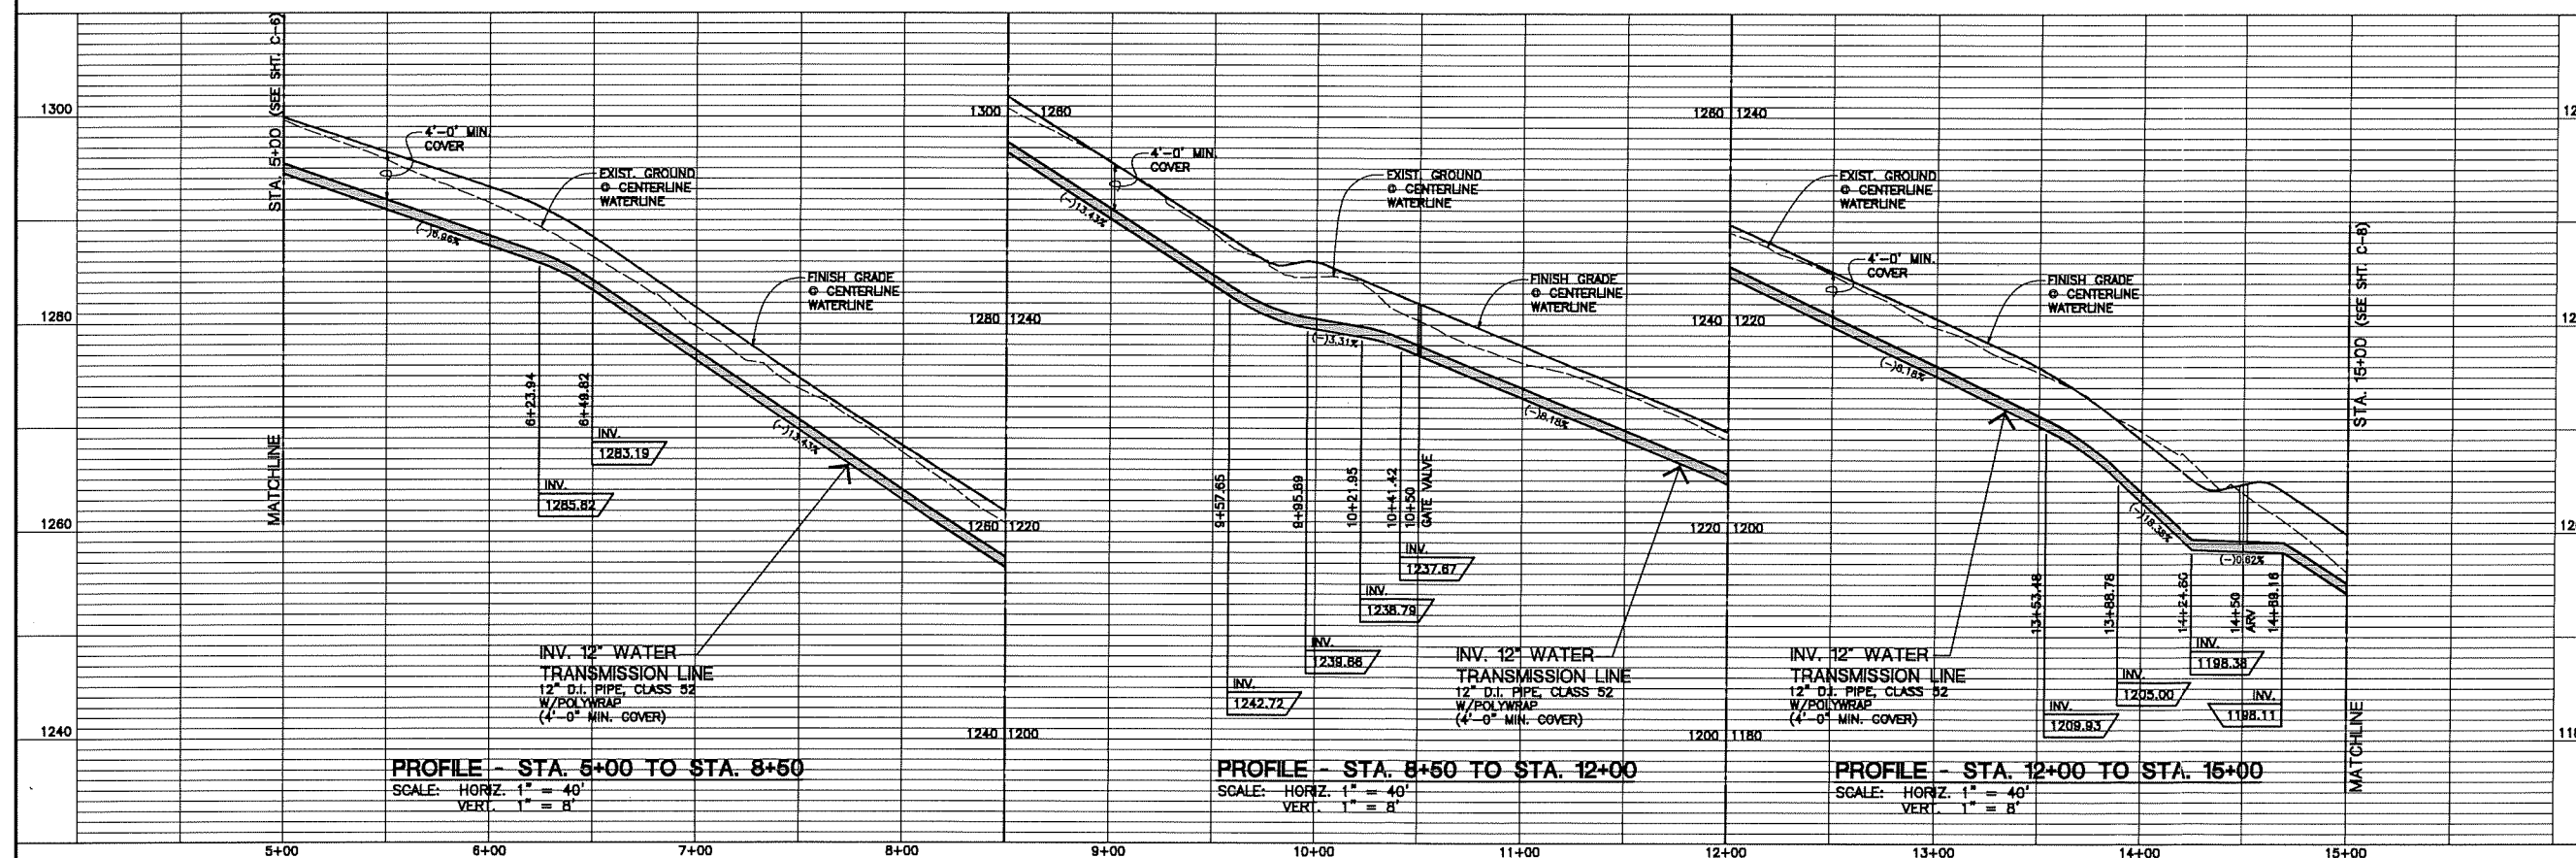 STA. 5+00 (SEE SHT. C-6)
MATCHLINE
1300
1280
1260
1240
4'-0" MIN.
COVER
EXIST. GROUND
@ CENTERLINE
WATERLINE
FINISH GRADE
@ CENTERLINE
WATERLINE
(-)6.96%
(-)13.43%
6+23.94
6+49.82
INV.
1283.19
INV.
1285.82
INV. 12" WATER
TRANSMISSION LINE
12" D.I. PIPE, CLASS 52
W/POLYWRAP
(4'-0" MIN. COVER)
PROFILE - STA. 5+00 TO STA. 8+50
SCALE: HORIZ. 1" = 40'
VERT. 1" = 8'
1300 1260
1280 1240
1260 1220
1240 1200
4'-0" MIN.
COVER
EXIST. GROUND
@ CENTERLINE
WATERLINE
FINISH GRADE
@ CENTERLINE
WATERLINE
(-)13.43%
(-)3.31%
(-)8.18%
9+57.65
9+95.69
10+21.95
10+41.42
10+50
GATE VALVE
INV.
1237.67
INV.
1238.79
INV.
1239.66
INV.
1242.72
INV. 12" WATER
TRANSMISSION LINE
12" D.I. PIPE, CLASS 52
W/POLYWRAP
(4'-0" MIN. COVER)
PROFILE - STA. 8+50 TO STA. 12+00
SCALE: HORIZ. 1" = 40'
VERT. 1" = 8'
1260 1240
1240 1220
1220 1200
1200 1180
EXIST. GROUND
@ CENTERLINE
WATERLINE
4'-0" MIN.
COVER
FINISH GRADE
@ CENTERLINE
WATERLINE
(-)8.18%
(-)18.38%
(-)0.62%
13+53.48
13+88.78
14+24.80
14+50
ARV
14+69.16
INV.
1198.38
INV.
1205.00
INV.
1198.11
INV.
1209.93
INV. 12" WATER
TRANSMISSION LINE
12" D.I. PIPE, CLASS 52
W/POLYWRAP
(4'-0" MIN. COVER)
PROFILE - STA. 12+00 TO STA. 15+00
SCALE: HORIZ. 1" = 40'
VERT. 1" = 8'
STA. 15+00 (SEE SHT. C-8)
MATCHLINE
5+00 6+00 7+00 8+00 9+00 10+00 11+00 12+00 13+00 14+00 15+00